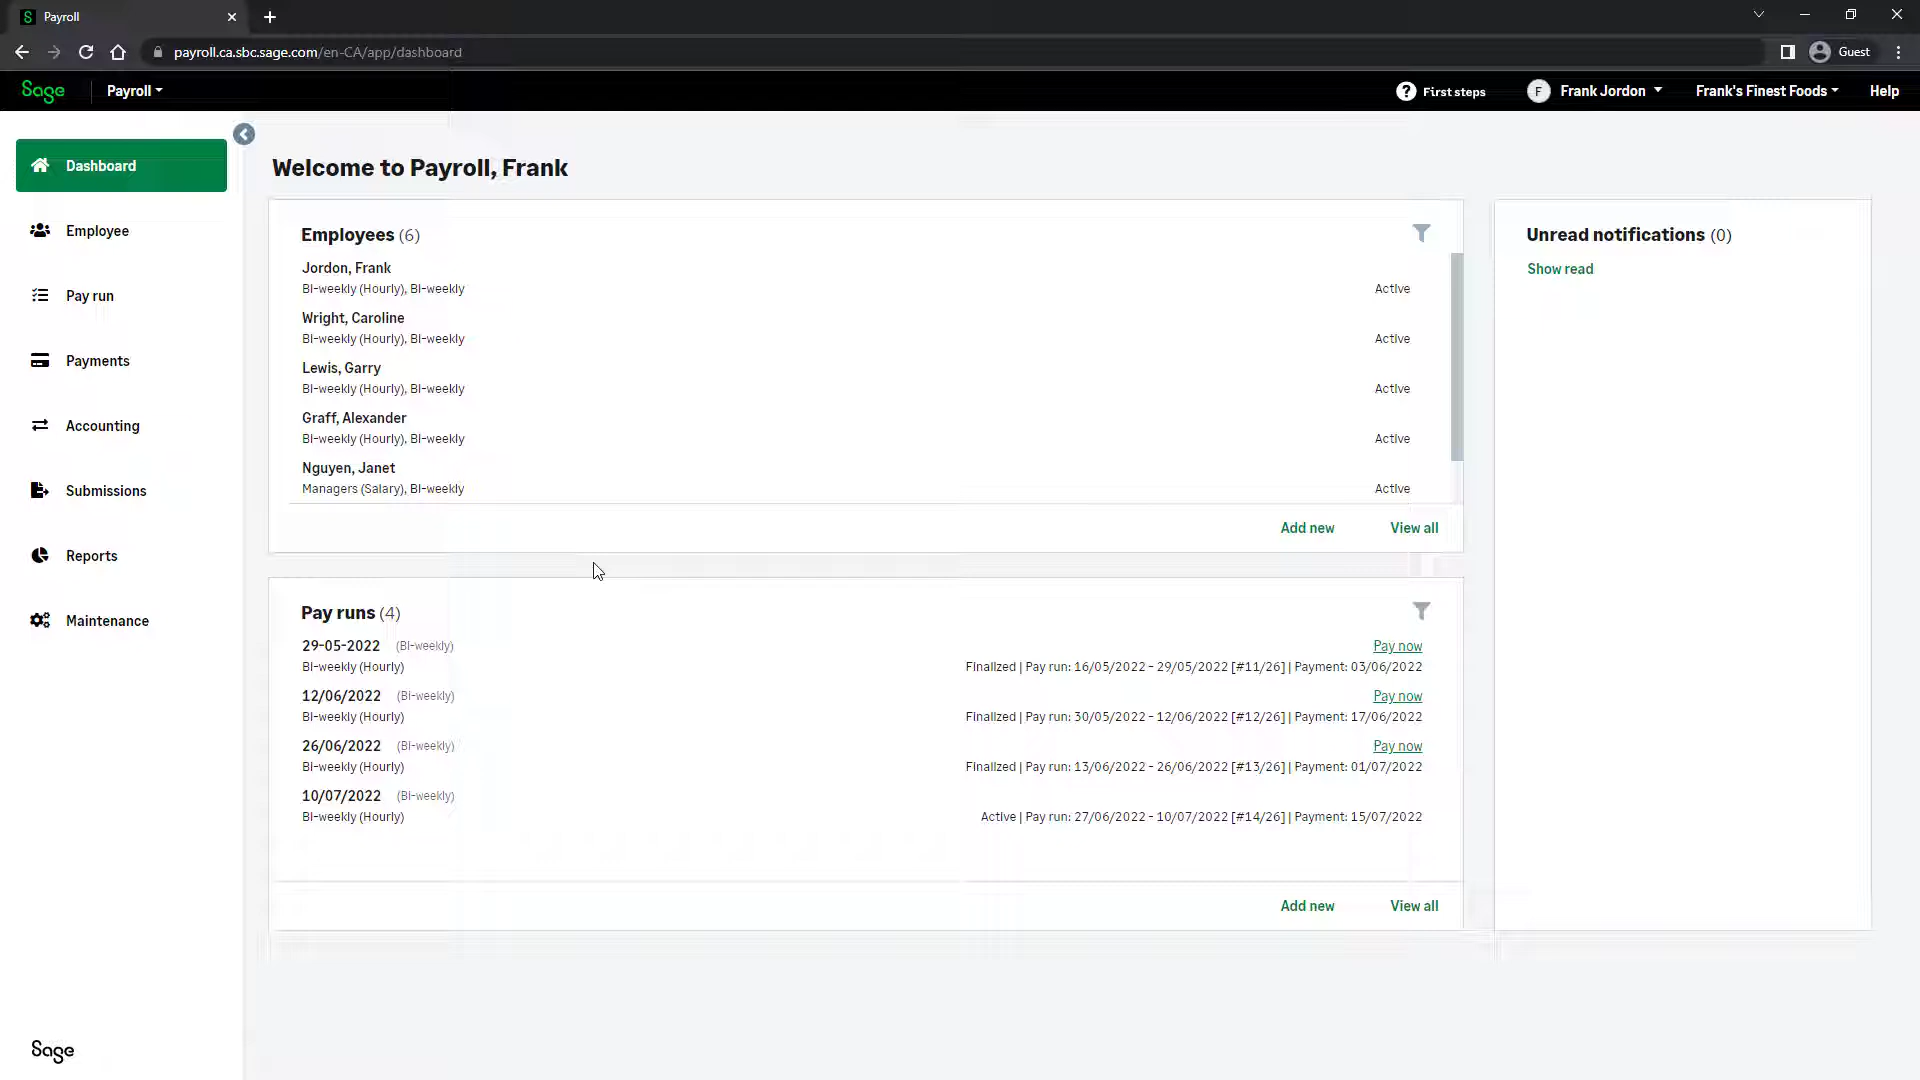 S Payroll
payroll.ca.sbc.sage.com/en-CA/app/dashboard
Guest
Sage
Payroll
? First steps
F Frank Jordon
Frank's Finest Foods
Help
Dashboard
Employee
Pay run
Payments
Accounting
Submissions
Reports
Maintenance
Sage
Welcome to Payroll, Frank
Employees (6)
Jordon, Frank
Bi-weekly (Hourly), Bi-weekly Active
Wright, Caroline
Bi-weekly (Hourly), Bi-weekly Active
Lewis, Garry
Bi-weekly (Hourly), Bi-weekly Active
Graff, Alexander
Bi-weekly (Hourly), Bi-weekly Active
Nguyen, Janet
Managers (Salary), Bi-weekly Active
Add new View all
Pay runs (4)
29-05-2022 (Bi-weekly) Pay now
Bi-weekly (Hourly) Finalized | Pay run: 16/05/2022 - 29/05/2022 [#11/26] | Payment: 03/06/2022
12/06/2022 (Bi-weekly) Pay now
Bi-weekly (Hourly) Finalized | Pay run: 30/05/2022 - 12/06/2022 [#12/26] | Payment: 17/06/2022
26/06/2022 (Bi-weekly) Pay now
Bi-weekly (Hourly) Finalized | Pay run: 13/06/2022 - 26/06/2022 [#13/26] | Payment: 01/07/2022
10/07/2022 (Bi-weekly)
Bi-weekly (Hourly) Active | Pay run: 27/06/2022 - 10/07/2022 [#14/26] | Payment: 15/07/2022
Add new View all
Unread notifications (0)
Show read